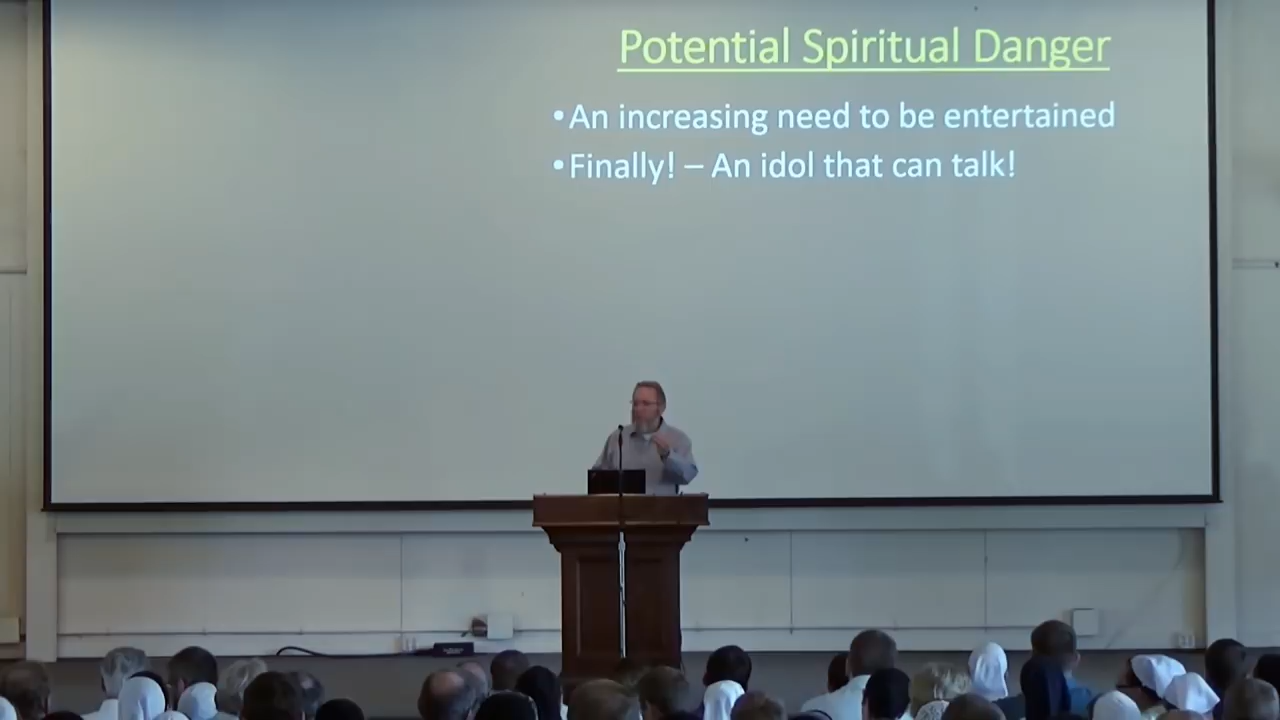 Potential Spiritual Danger
•An increasing need to be entertained
•Finally! – An idol that can talk!